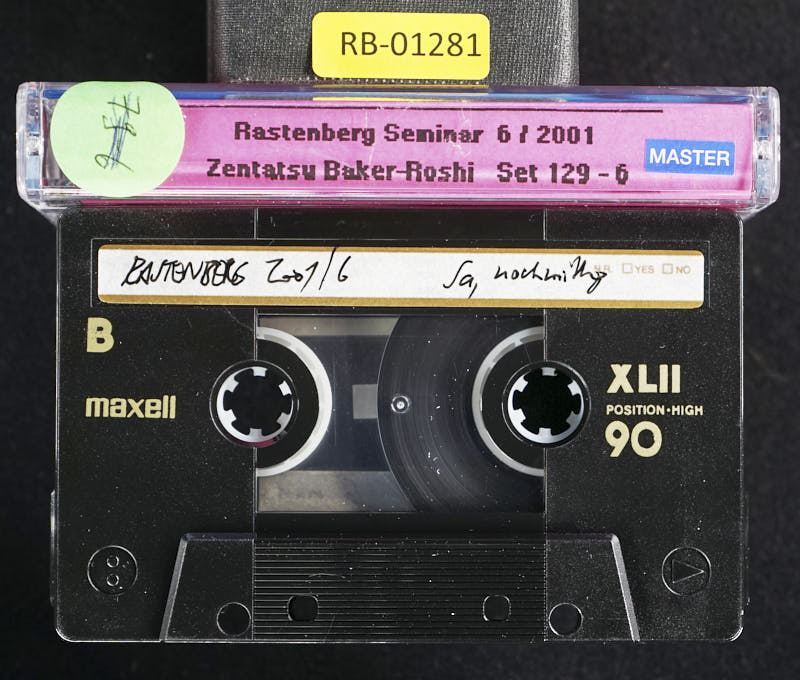 RB-01281
Rastenberg Seminar 6 / 2001
Zentatsu Baker-Roshi Set 129 - 6
MASTER
RASTENBERG 2001/6 Sa, nachmittag
N.R. YES NO
B
maxell
XLII
POSITION·HIGH
90